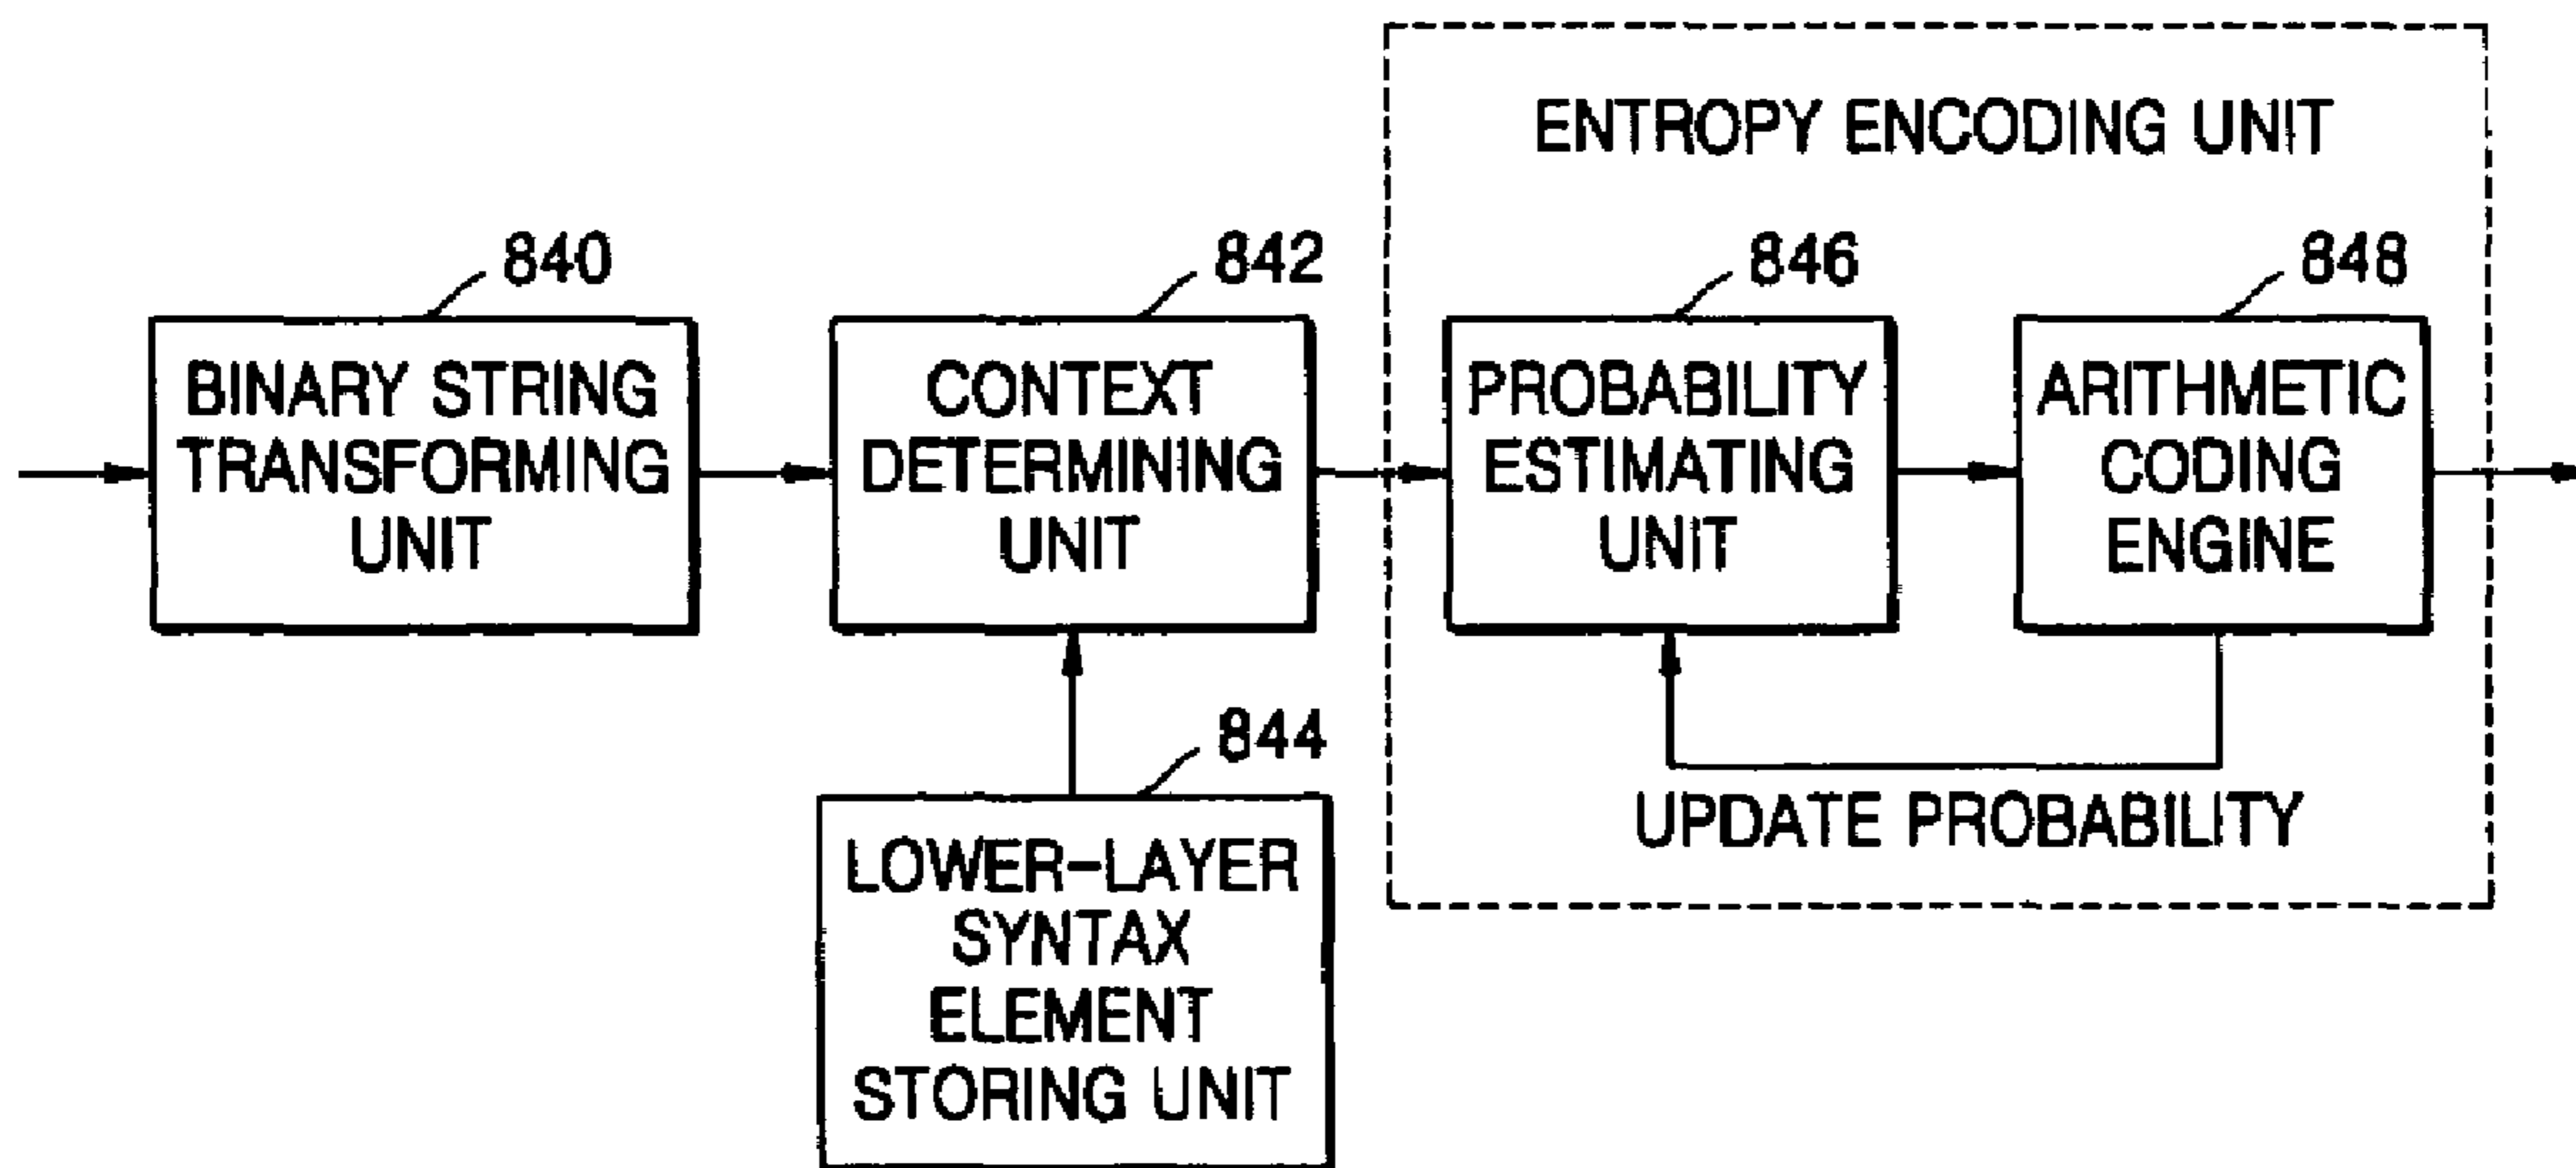 ENTROPY ENCODING UNIT
840
842
846
848
BINARY STRING
TRANSFORMING
UNIT
CONTEXT
DETERMINING
UNIT
PROBABILITY
ESTIMATING
UNIT
ARITHMETIC
CODING
ENGINE
844
UPDATE PROBABILITY
LOWER-LAYER
SYNTAX
ELEMENT
STORING UNIT